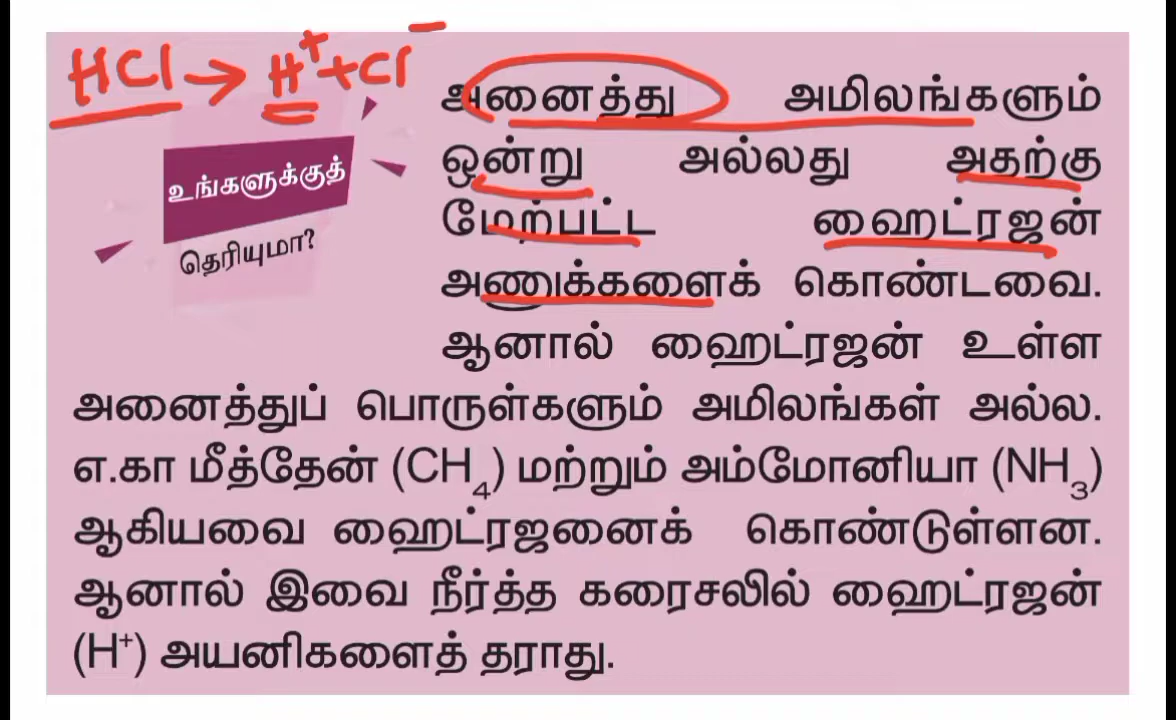 HCl → H⁺ + Cl⁻
உங்களுக்குத்
தெரியுமா?
அனைத்து அமிலங்களும்
ஒன்று அல்லது அதற்கு
மேற்பட்ட ஹைட்ரஜன்
அணுக்களைக் கொண்டவை.
ஆனால் ஹைட்ரஜன் உள்ள
அனைத்துப் பொருள்களும் அமிலங்கள் அல்ல.
எ.கா மீத்தேன் (CH₄) மற்றும் அம்மோனியா (NH₃)
ஆகியவை ஹைட்ரஜனைக் கொண்டுள்ளன.
ஆனால் இவை நீர்த்த கரைசலில் ஹைட்ரஜன்
(H⁺) அயனிகளைத் தராது.